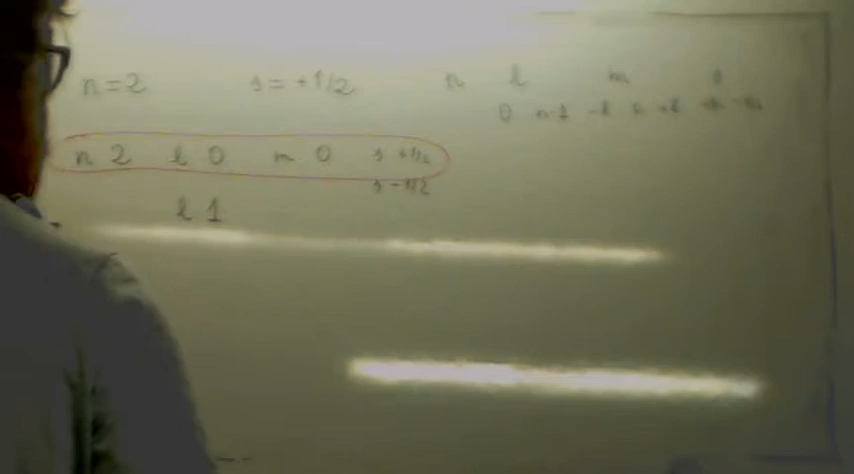 n=2 s=+1/2 n l m s
0 n-1 -l 0 +l
n 2 l 0 m 0 s +1/2
s -1/2
l 1